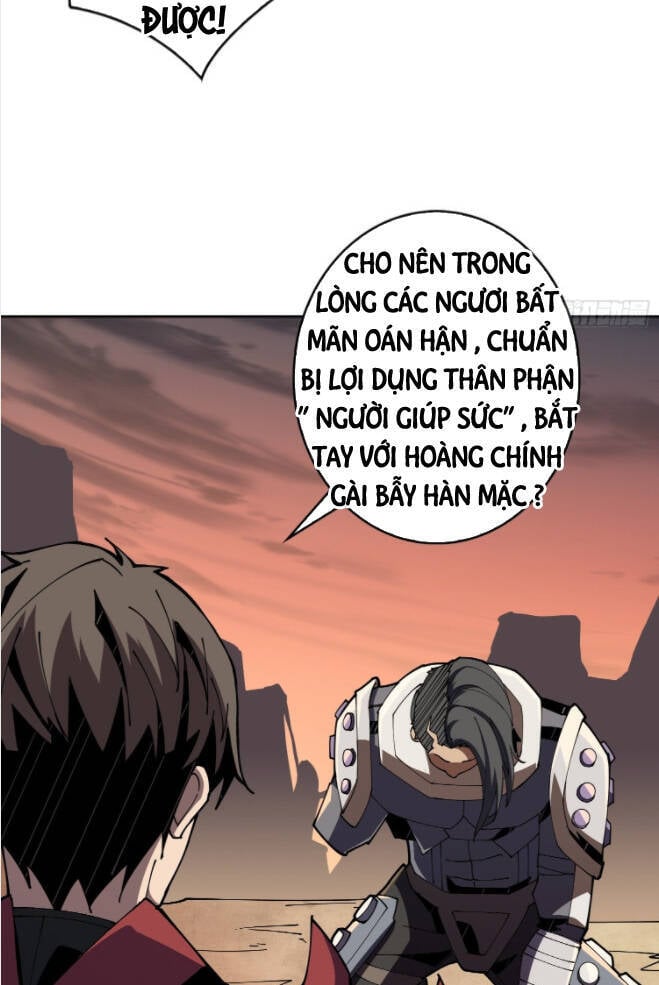 ĐƯỢC!
CHO NÊN TRONG
LÒNG CÁC NGƯƠI BẤT
MÃN OÁN HẬN , CHUẨN
BỊ LỢI DỤNG THÂN PHẬN
" NGƯỜI GIÚP SỨC" , BẮT
TAY VỚI HOÀNG CHÍNH
GÀI BẪY HÀN MẶC ?